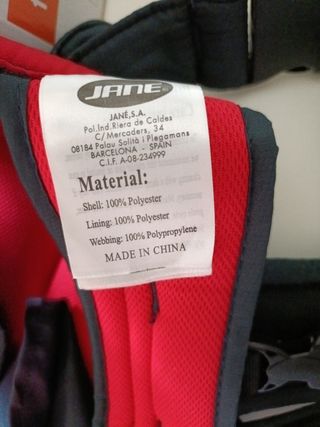 JANE
JANÉ,S.A.
Pol.Ind.Riera de Caldes
C/ Mercaders, 34
08184 Palau Solità i Plegamans
BARCELONA - SPAIN
C.I.F. A-08-234999
Material:
Shell: 100% Polyester
Lining: 100% Polyester
Webbing: 100% Polypropylene
MADE IN CHINA